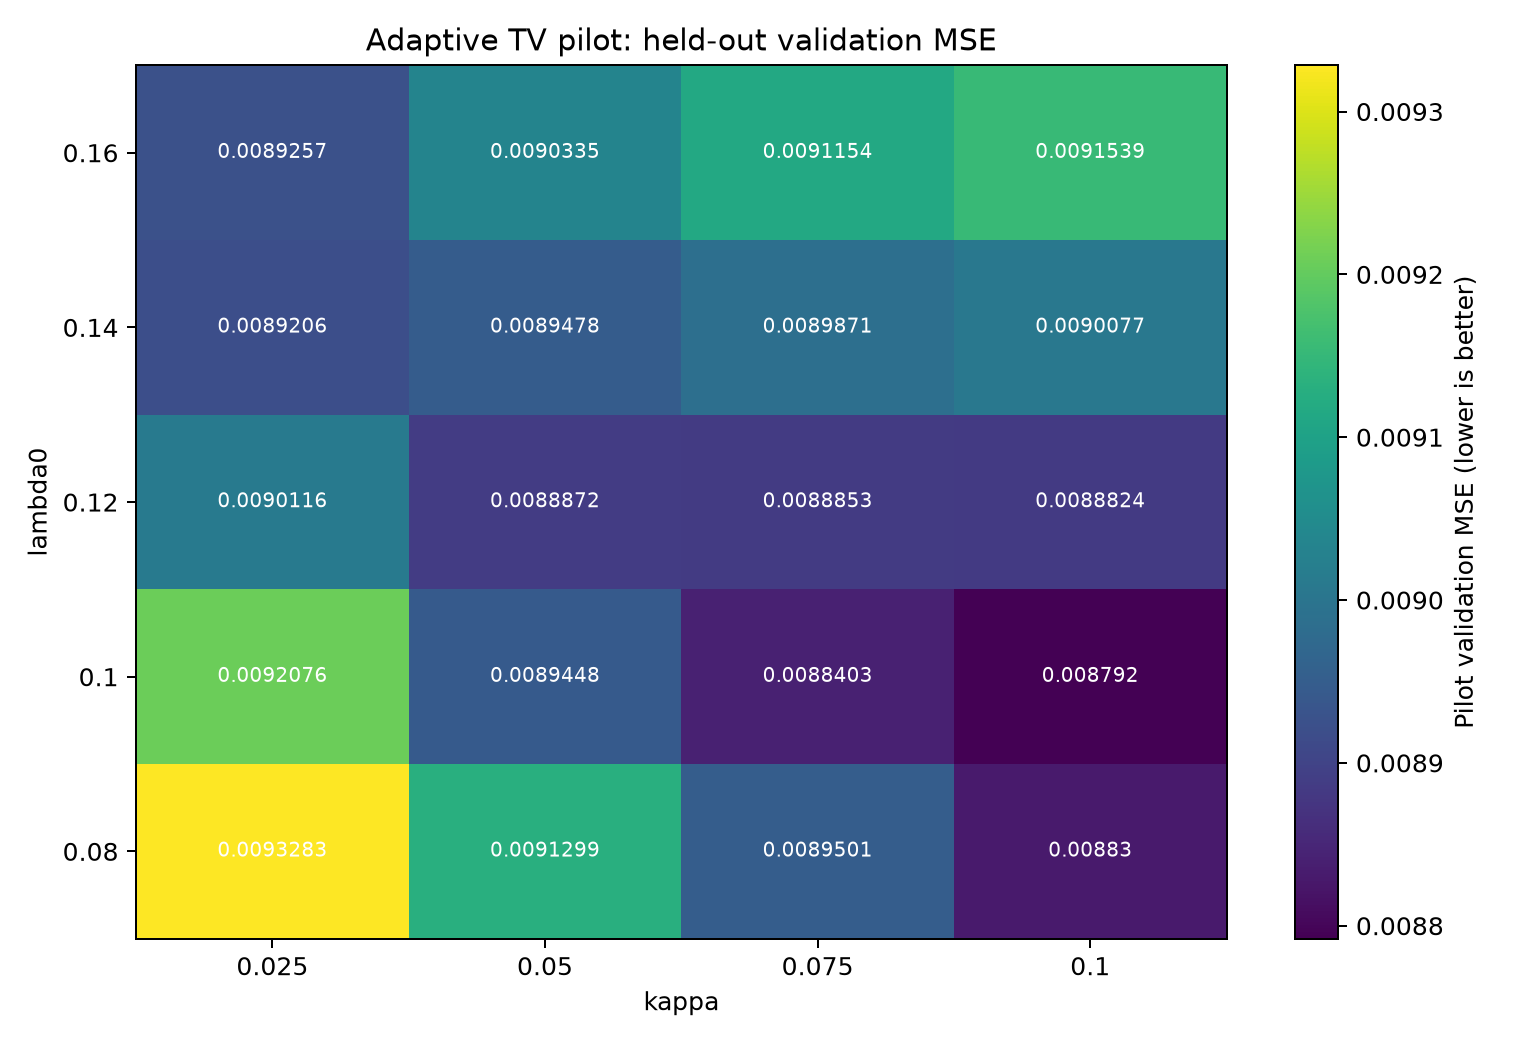 Adaptive TV pilot: held-out validation MSE
0.16 0.0089257 0.0090335 0.0091154 0.0091539
0.14 0.0089206 0.0089478 0.0089871 0.0090077
0.12 0.0090116 0.0088872 0.0088853 0.0088824
0.1 0.0092076 0.0089448 0.0088403 0.008792
0.08 0.0093283 0.0091299 0.0089501 0.00883
lambda0
0.025 0.05 0.075 0.1
kappa
0.0093
0.0092
0.0091
0.0090
0.0089
0.0088
Pilot validation MSE (lower is better)